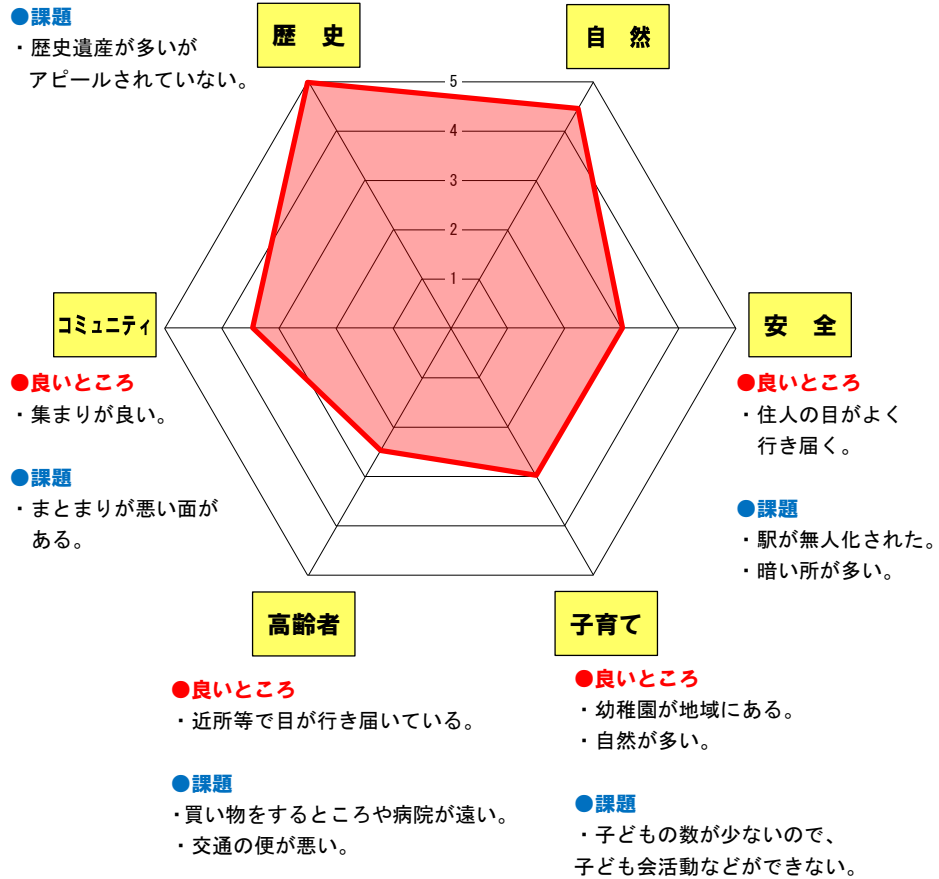 ●課題
・歴史遺産が多いが
アピールされていない。
歴 史
自 然
5
4
3
2
1
コミュニティ
●良いところ
・集まりが良い。
●課題
・まとまりが悪い面が
ある。
安 全
●良いところ
・住人の目がよく
行き届く。
●課題
・駅が無人化された。
・暗い所が多い。
高齢者
●良いところ
・近所等で目が行き届いている。
●課題
・買い物をするところや病院が遠い。
・交通の便が悪い。
子育て
●良いところ
・幼稚園が地域にある。
・自然が多い。
●課題
・子どもの数が少ないので、
子ども会活動などができない。